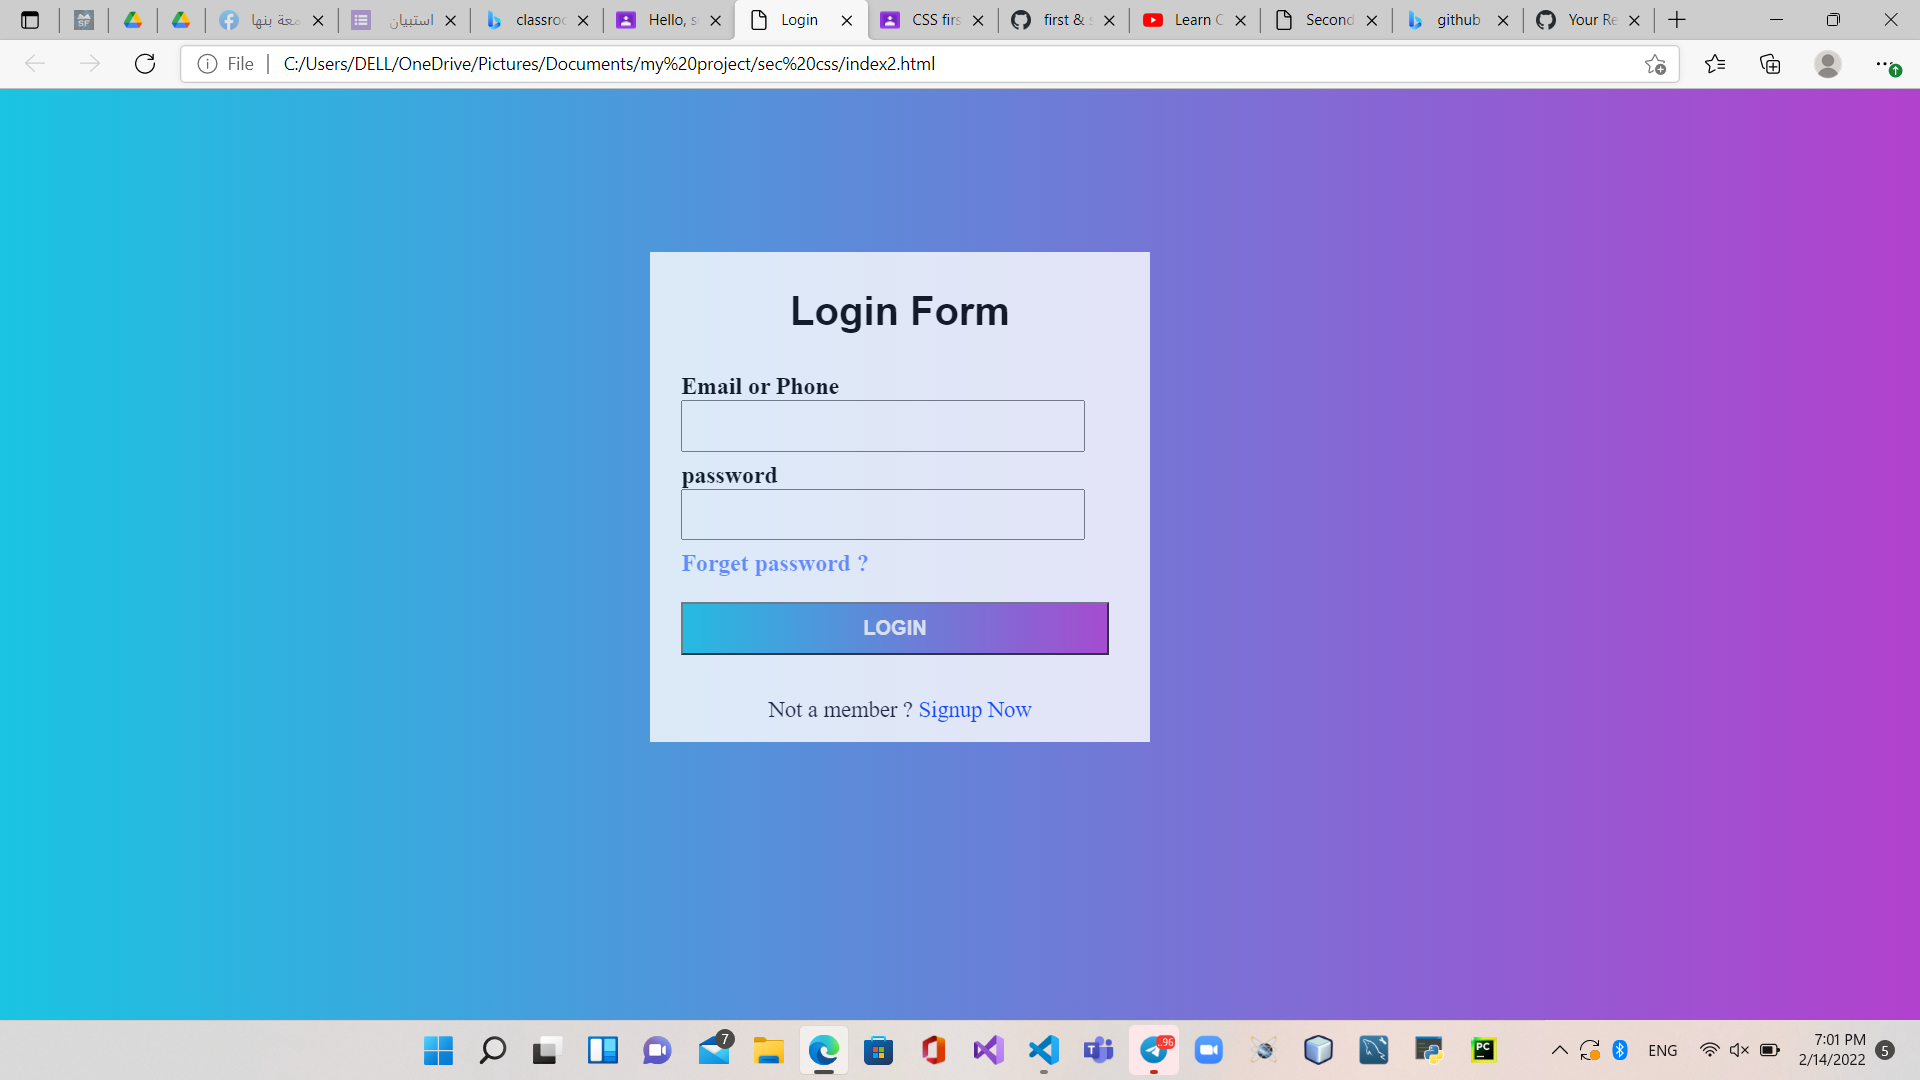 معة بنها
استبيان
classroo
Hello, s
Login
CSS firs
first & s
Learn C
Second
github
Your Re
File
C:/Users/DELL/OneDrive/Pictures/Documents/my%20project/sec%20css/index2.html
Login Form
Email or Phone
password
Forget password ?
LOGIN
Not a member ? Signup Now
7
..96
PC
ENG
7:01 PM
2/14/2022
5